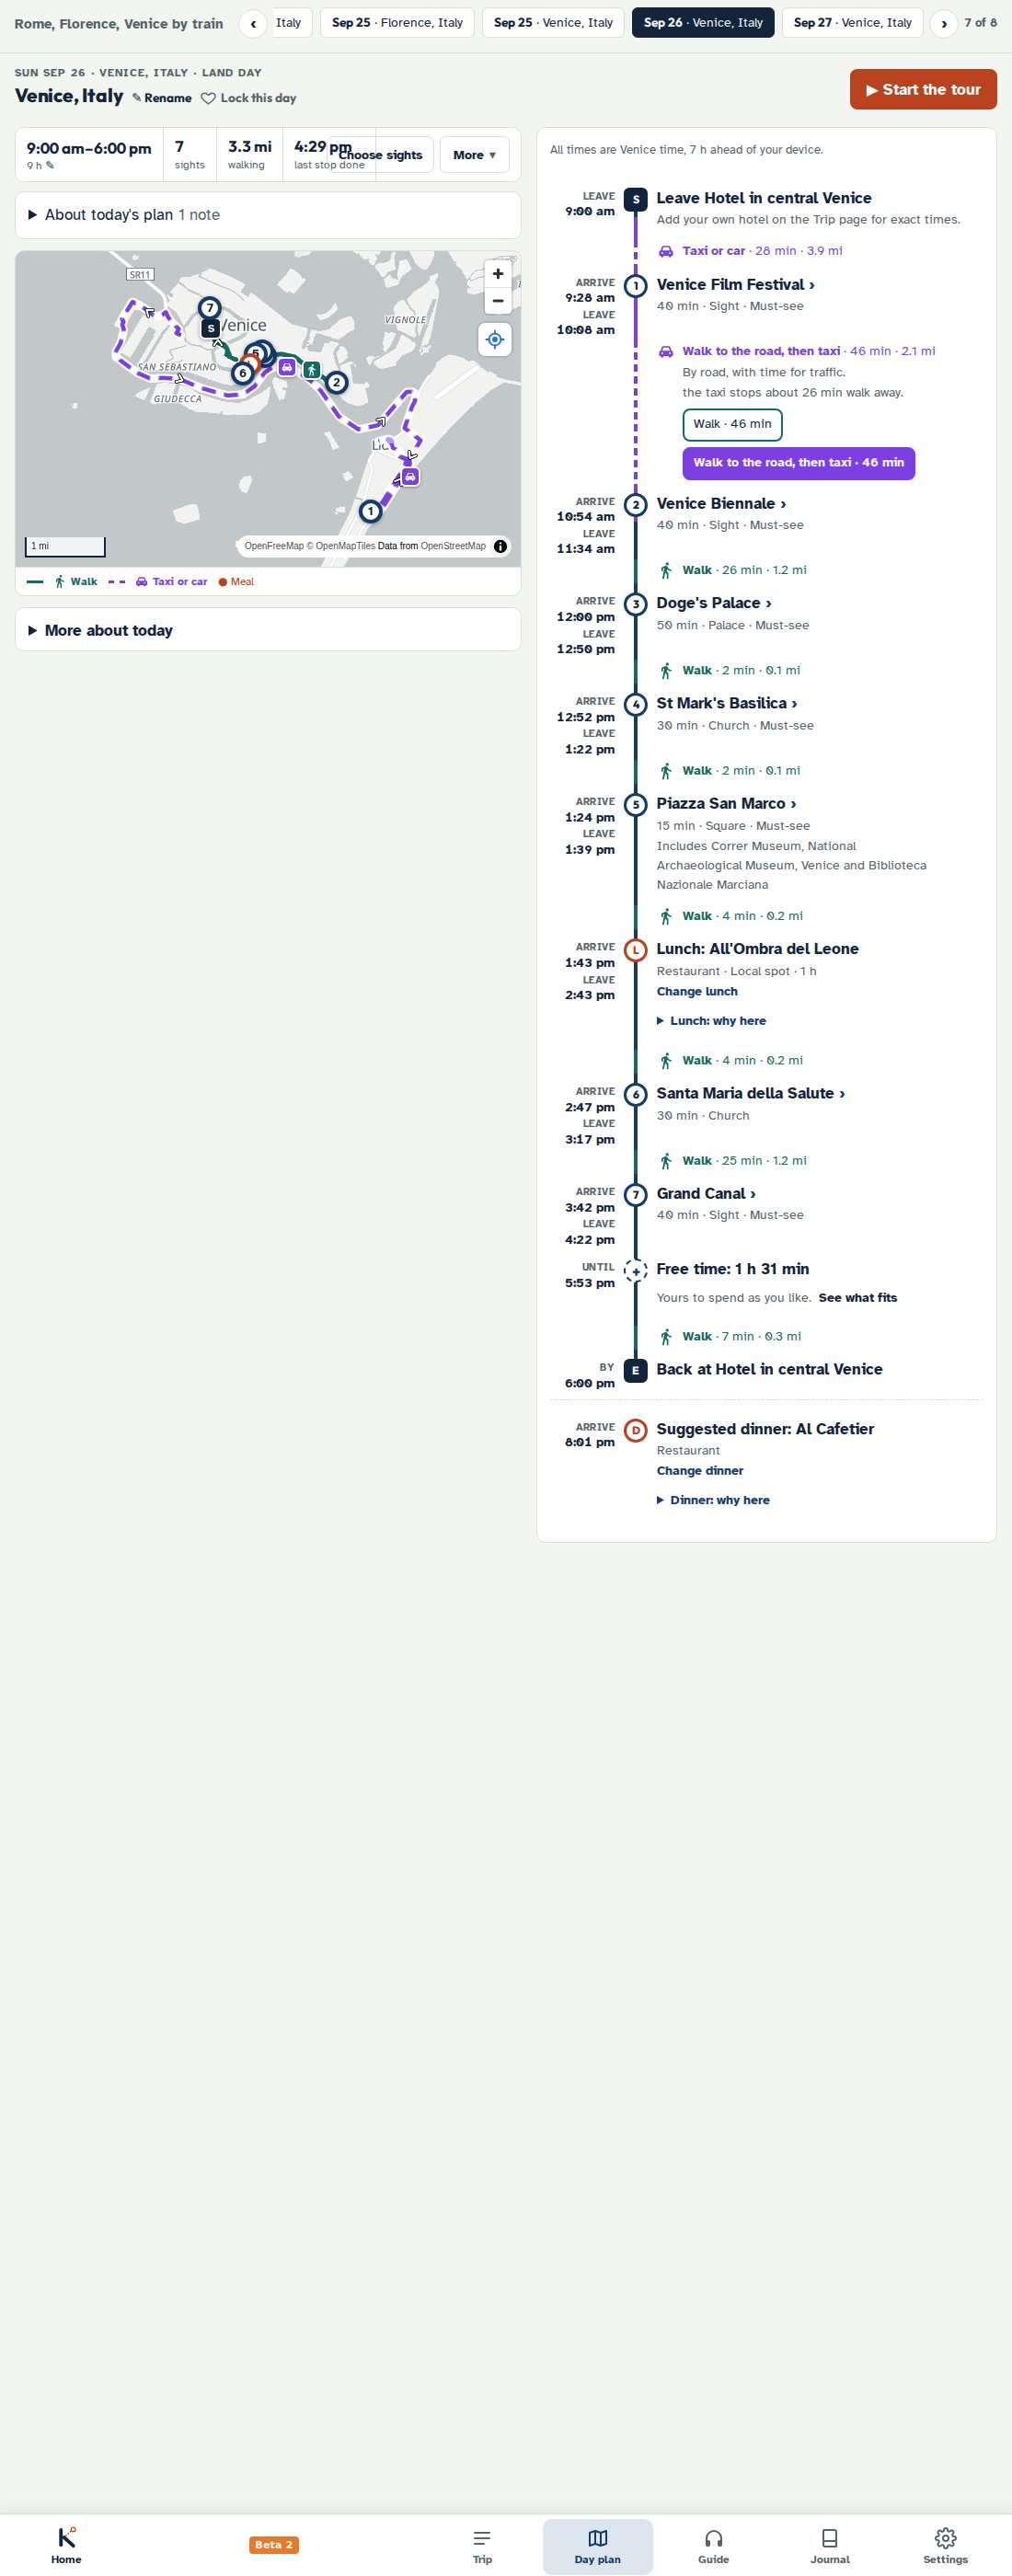 Rome, Florence, Venice by train
‹
Italy
Sep 25 · Florence, Italy
Sep 25 · Venice, Italy
Sep 26 · Venice, Italy
Sep 27 · Venice, Italy
›
7 of 8
SUN SEP 26 · VENICE, ITALY · LAND DAY
Venice, Italy
✎ Rename
Lock this day
▶ Start the tour
9:00 am–6:00 pm
9 h ✎
7
sights
3.3 mi
walking
4:29 pm
last stop done
Choose sights
More ▾
▶ About today's plan 1 note
SR11
Venice
VIGNOLE
SAN SEBASTIANO
GIUDECCA
7
S
5
6
2
1
+
−
1 mi
OpenFreeMap © OpenMapTiles Data from OpenStreetMap
Walk
Taxi or car
Meal
▶ More about today
All times are Venice time, 7 h ahead of your device.
LEAVE
9:00 am
S
Leave Hotel in central Venice
Add your own hotel on the Trip page for exact times.
Taxi or car · 28 min · 3.9 mi
ARRIVE
9:28 am
LEAVE
10:08 am
1
Venice Film Festival ›
40 min · Sight · Must-see
Walk to the road, then taxi · 46 min · 2.1 mi
By road, with time for traffic.
the taxi stops about 26 min walk away.
Walk · 46 min
Walk to the road, then taxi · 46 min
ARRIVE
10:54 am
LEAVE
11:34 am
2
Venice Biennale ›
40 min · Sight · Must-see
Walk · 26 min · 1.2 mi
ARRIVE
12:00 pm
LEAVE
12:50 pm
3
Doge's Palace ›
50 min · Palace · Must-see
Walk · 2 min · 0.1 mi
ARRIVE
12:52 pm
LEAVE
1:22 pm
4
St Mark's Basilica ›
30 min · Church · Must-see
Walk · 2 min · 0.1 mi
ARRIVE
1:24 pm
LEAVE
1:39 pm
5
Piazza San Marco ›
15 min · Square · Must-see
Includes Correr Museum, National
Archaeological Museum, Venice and Biblioteca
Nazionale Marciana
Walk · 4 min · 0.2 mi
ARRIVE
1:43 pm
LEAVE
2:43 pm
L
Lunch: All'Ombra del Leone
Restaurant · Local spot · 1 h
Change lunch
▶ Lunch: why here
Walk · 4 min · 0.2 mi
ARRIVE
2:47 pm
LEAVE
3:17 pm
6
Santa Maria della Salute ›
30 min · Church
Walk · 25 min · 1.2 mi
ARRIVE
3:42 pm
LEAVE
4:22 pm
7
Grand Canal ›
40 min · Sight · Must-see
UNTIL
5:53 pm
+
Free time: 1 h 31 min
Yours to spend as you like. See what fits
Walk · 7 min · 0.3 mi
BY
6:00 pm
E
Back at Hotel in central Venice
ARRIVE
8:01 pm
D
Suggested dinner: Al Cafetier
Restaurant
Change dinner
▶ Dinner: why here
Home
Beta 2
Trip
Day plan
Guide
Journal
Settings